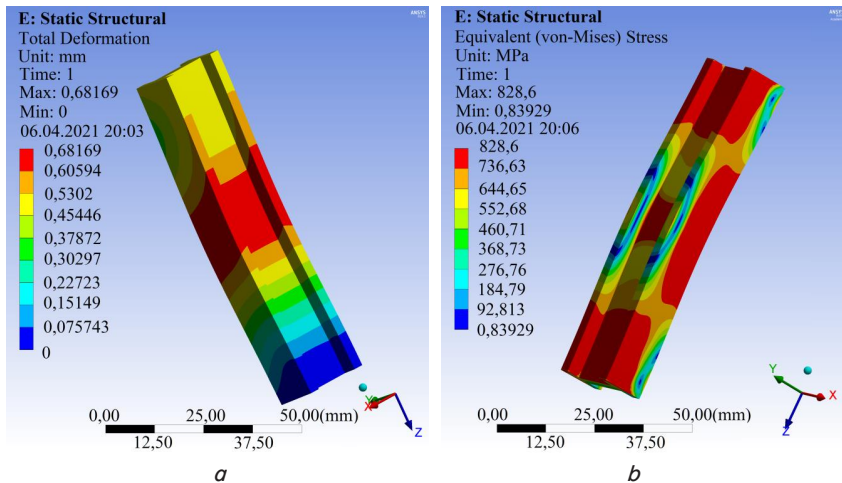 E: Static Structural
Total Deformation
Unit: mm
Time: 1
Max: 0,68169
Min: 0
06.04.2021 20:03
0,68169
0,60594
0,5302
0,45446
0,37872
0,30297
0,22723
0,15149
0,075743
0
ANSYS
X
Y
Z
0,00 25,00 50,00(mm)
12,50 37,50
a
E: Static Structural
Equivalent (von-Mises) Stress
Unit: MPa
Time: 1
Max: 828,6
Min: 0,83929
06.04.2021 20:06
828,6
736,63
644,65
552,68
460,71
368,73
276,76
184,79
92,813
0,83929
ANSYS
Y
X
Z
0,00 25,00 50,00(mm)
12,50 37,50
b